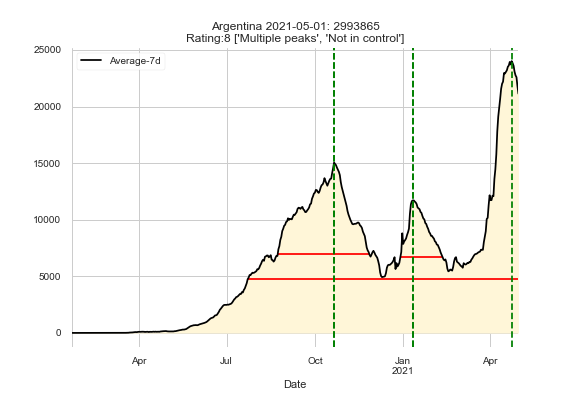 Argentina 2021-05-01: 2993865
Rating:8 ['Multiple peaks', 'Not in control']
25000
Average-7d
20000
15000
10000
5000
0
Apr
Jul
Oct
Jan
2021
Apr
Date